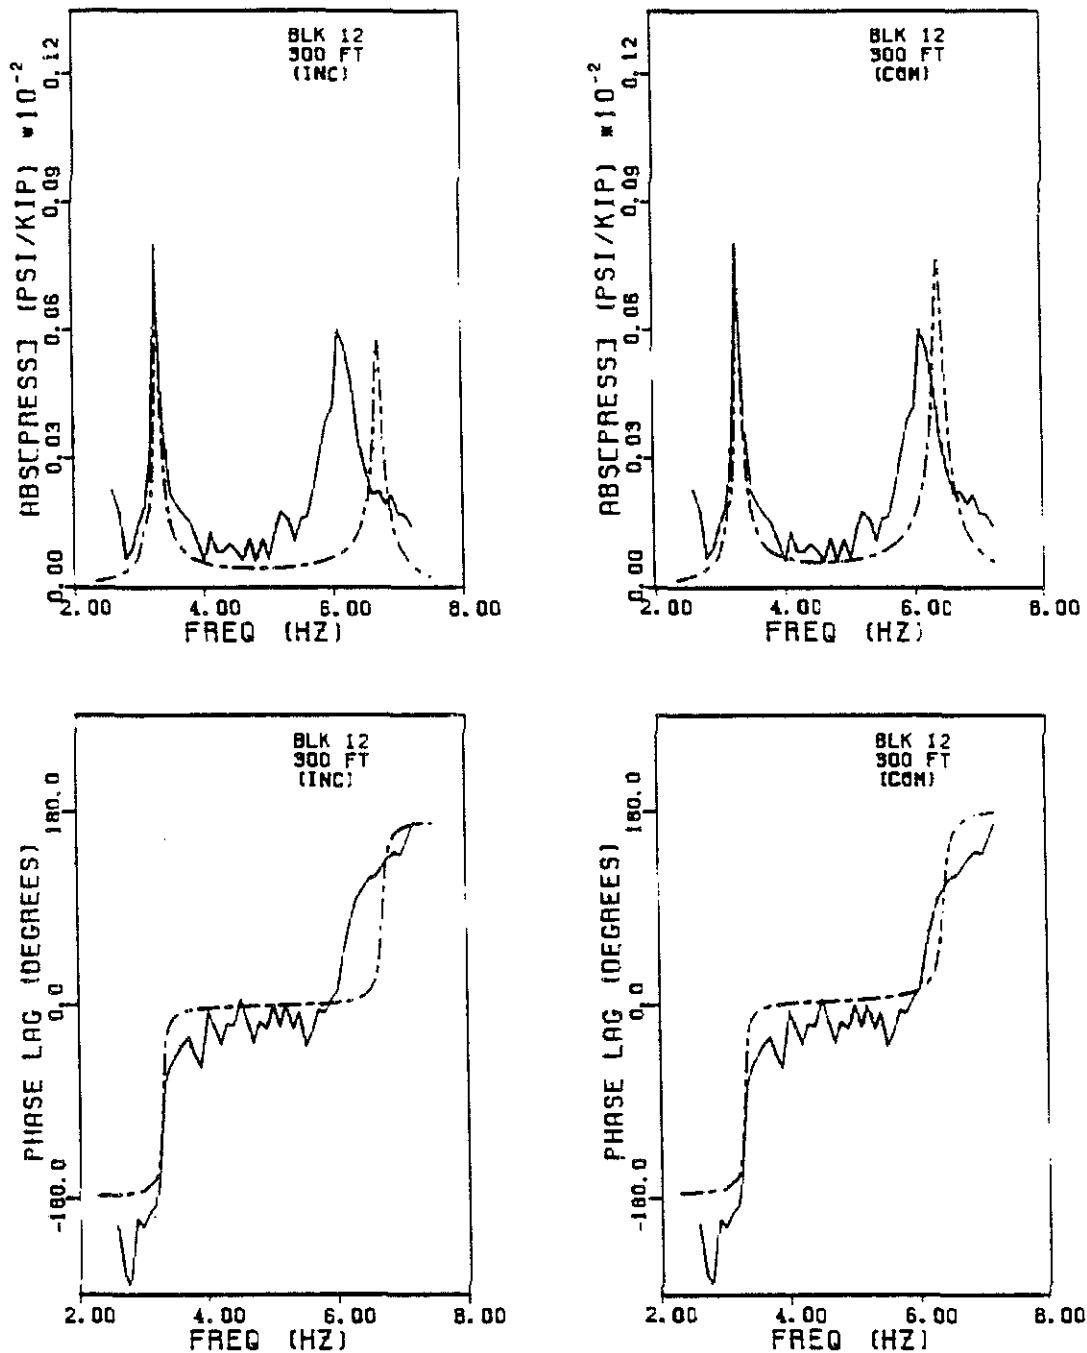 BLK 12
300 FT
(INC)
ABS[PRESS] (PSI/KIP) *10-2
0.12
0.09
0.06
0.03
0.00
2.00 4.00 6.00 8.00
FREQ (HZ)
BLK 12
300 FT
(COM)
ABS[PRESS] (PSI/KIP) *10-2
0.12
0.09
0.06
0.03
0.00
2.00 4.00 6.00 8.00
FREQ (HZ)
BLK 12
300 FT
(INC)
PHASE LAG (DEGREES)
180.0
0.0
-180.0
2.00 4.00 6.00 8.00
FREQ (HZ)
BLK 12
300 FT
(COM)
PHASE LAG (DEGREES)
180.0
0.0
-180.0
2.00 4.00 6.00 8.00
FREQ (HZ)